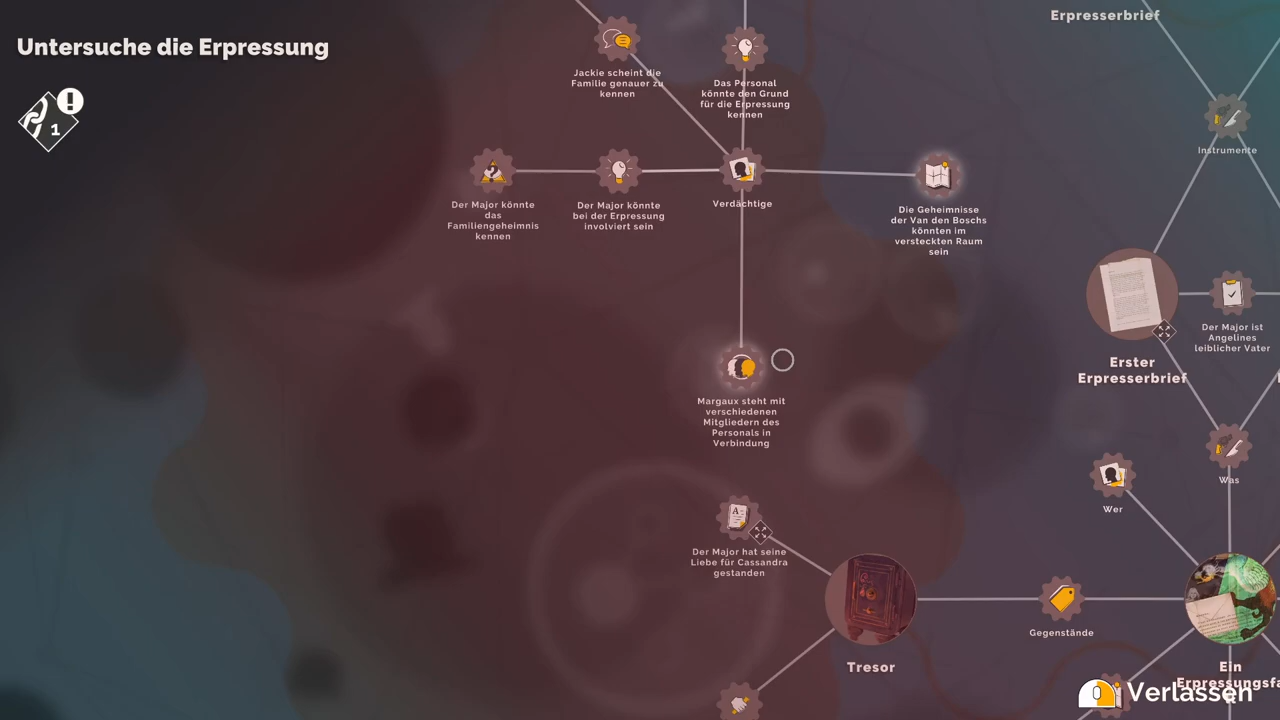 Erpresserbrief
Untersuche die Erpressung
1
Jackie scheint die
Familie genauer zu
kennen
Das Personal
könnte den Grund
für die Erpressung
kennen
Instrumente
Der Major könnte
das
Familiengeheimnis
kennen
Der Major könnte
bei der Erpressung
involviert sein
Verdächtige
Die Geheimnisse
der Van den Boschs
könnten im
versteckten Raum
sein
Der Major ist
Angelines
leiblicher Vater
Erster
Erpresserbrief
Margaux steht mit
verschiedenen
Mitgliedern des
Personals in
Verbindung
Was
Wer
Der Major hat seine
Liebe für Cassandra
gestanden
Gegenstände
Tresor
Ein
Erpressungsfa
Verlassen